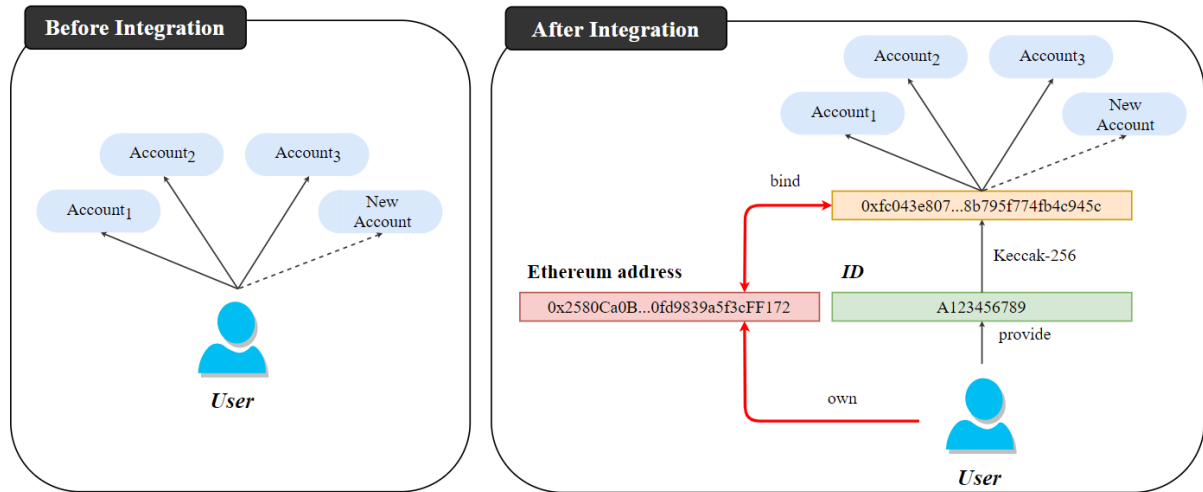 Before Integration
Account2
Account3
Account1
New
Account
User
After Integration
Account2
Account3
Account1
New
Account
bind
0xfc043e807...8b795f774fb4c945c
Keccak-256
Ethereum address
ID
0x2580Ca0B...0fd9839a5f3cFF172
A123456789
provide
own
User